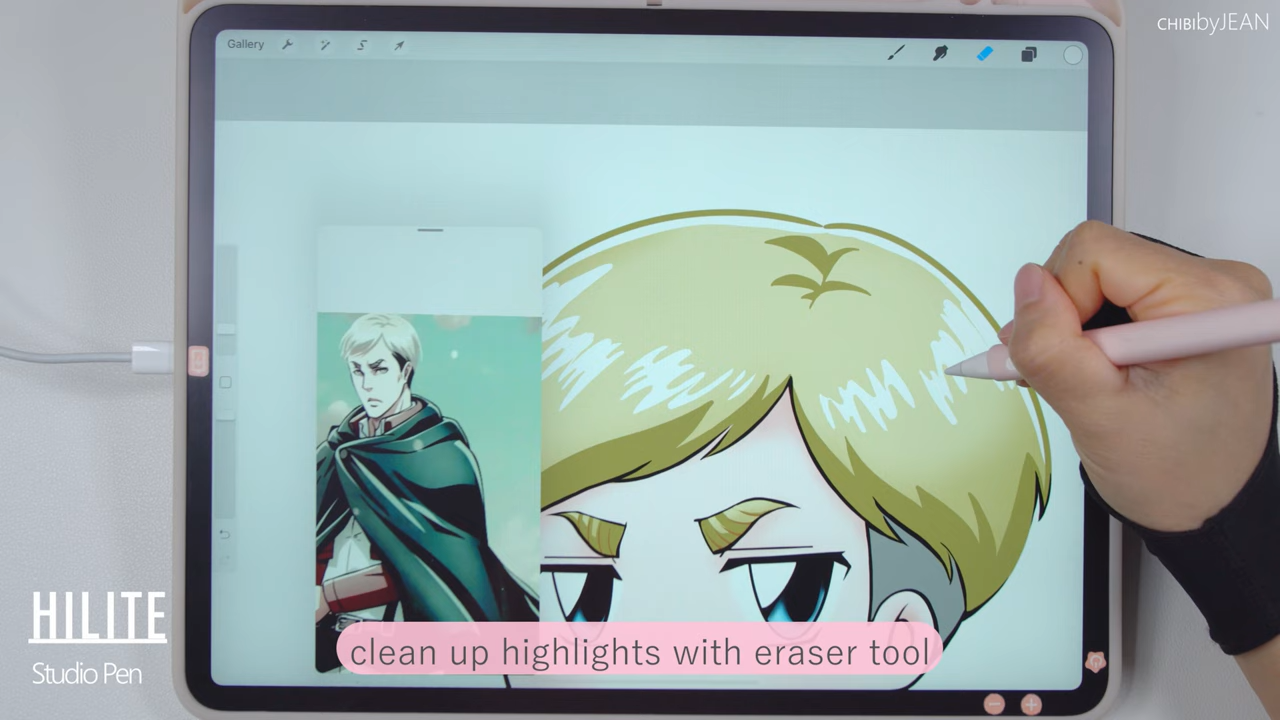 CHIBIbyJEAN
Gallery
HILITE
Studio Pen
clean up highlights with eraser tool